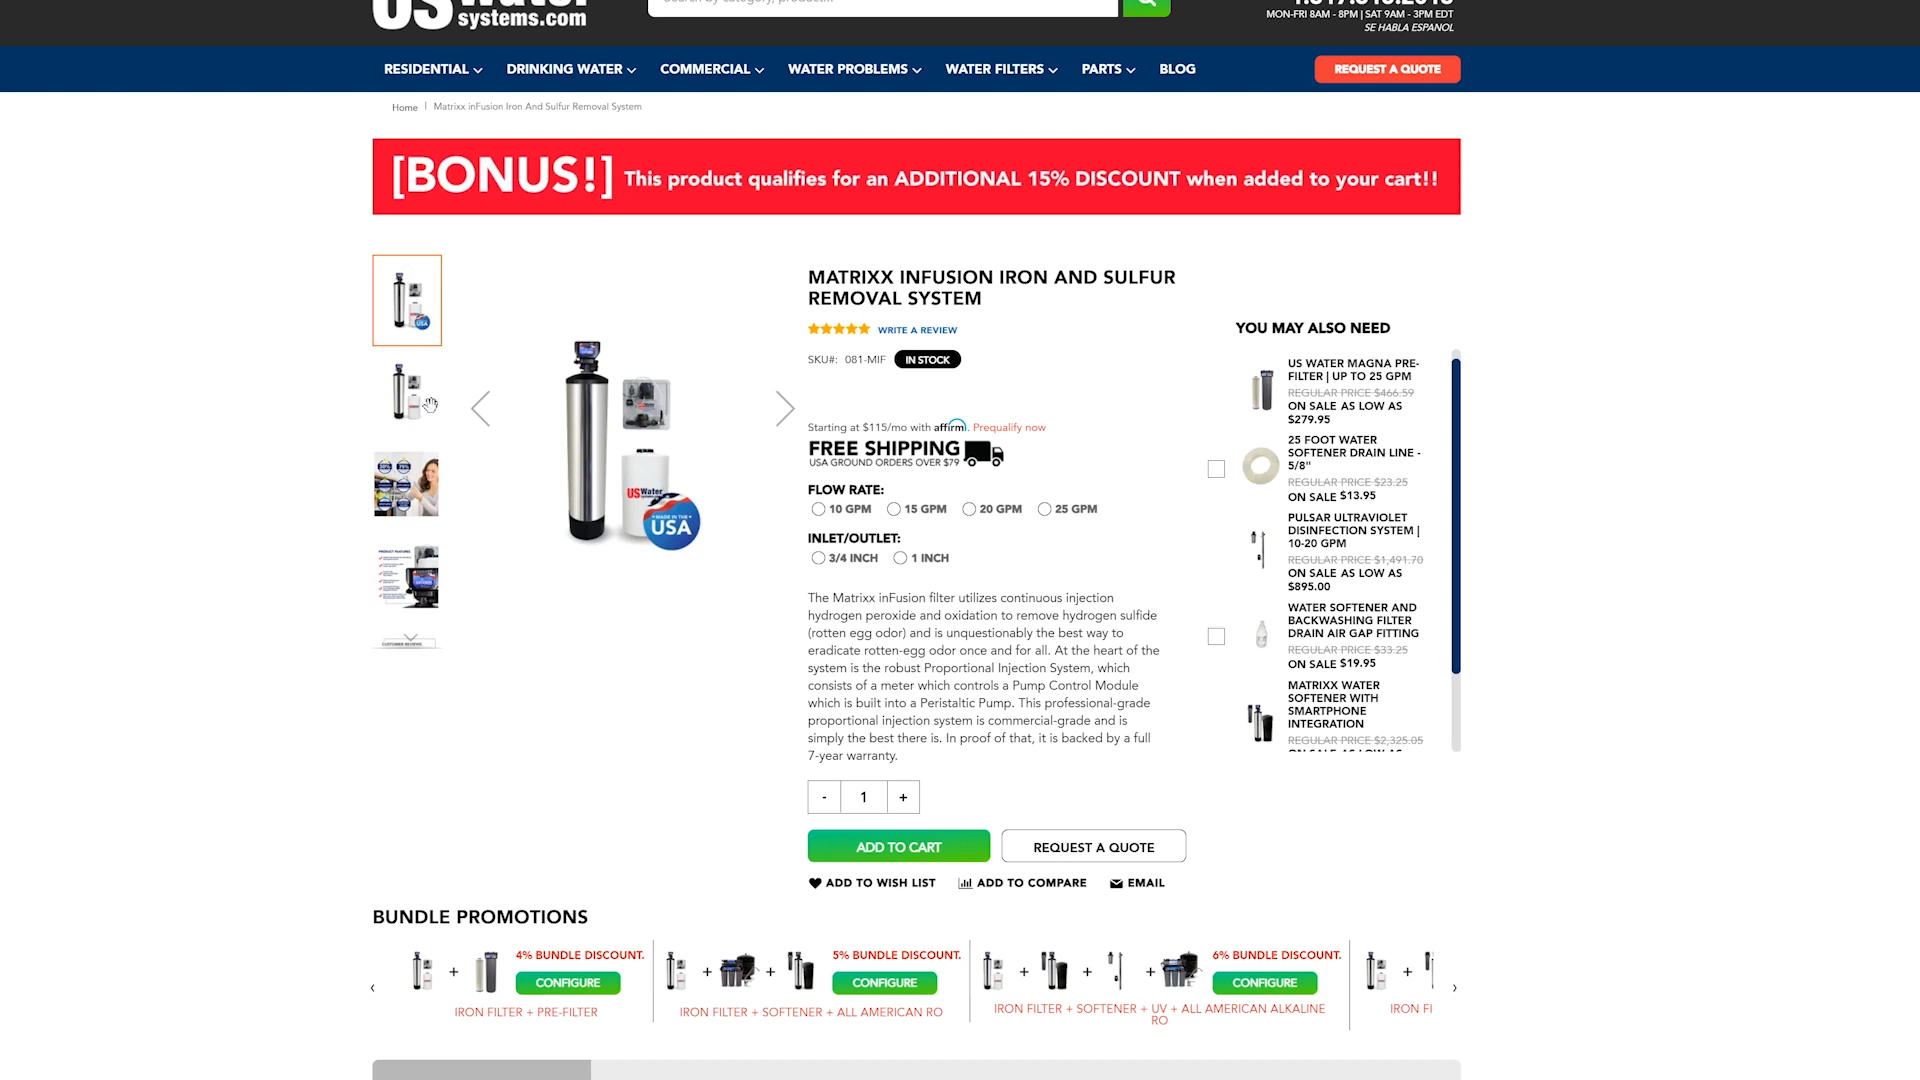 US Water
systems.com
MON-FRI 8AM - 8PM | SAT 9AM - 3PM EDT
SE HABLA ESPANOL
RESIDENTIAL
DRINKING WATER
COMMERCIAL
WATER PROBLEMS
WATER FILTERS
PARTS
BLOG
REQUEST A QUOTE
Home | Matrixx inFusion Iron And Sulfur Removal System
[BONUS!] This product qualifies for an ADDITIONAL 15% DISCOUNT when added to your cart!!
PRODUCT FEATURES
CUSTOMER REVIEWS
USWater
systems.com
MADE IN THE
USA
MATRIXX INFUSION IRON AND SULFUR
REMOVAL SYSTEM
WRITE A REVIEW
SKU#: 081-MIF IN STOCK
Starting at $115/mo with affirm. Prequalify now
FREE SHIPPING
USA GROUND ORDERS OVER $79
FLOW RATE:
10 GPM 15 GPM 20 GPM 25 GPM
INLET/OUTLET:
3/4 INCH 1 INCH
The Matrixx inFusion filter utilizes continuous injection
hydrogen peroxide and oxidation to remove hydrogen sulfide
(rotten egg odor) and is unquestionably the best way to
eradicate rotten-egg odor once and for all. At the heart of the
system is the robust Proportional Injection System, which
consists of a meter which controls a Pump Control Module
which is built into a Peristaltic Pump. This professional-grade
proportional injection system is commercial-grade and is
simply the best there is. In proof of that, it is backed by a full
7-year warranty.
- 1 +
ADD TO CART
REQUEST A QUOTE
ADD TO WISH LIST
ADD TO COMPARE
EMAIL
YOU MAY ALSO NEED
US WATER MAGNA PRE-
FILTER | UP TO 25 GPM
REGULAR PRICE $466.59
ON SALE AS LOW AS
$279.95
25 FOOT WATER
SOFTENER DRAIN LINE -
5/8"
REGULAR PRICE $23.25
ON SALE $13.95
PULSAR ULTRAVIOLET
DISINFECTION SYSTEM |
10-20 GPM
REGULAR PRICE $1,491.70
ON SALE AS LOW AS
$895.00
WATER SOFTENER AND
BACKWASHING FILTER
DRAIN AIR GAP FITTING
REGULAR PRICE $33.25
ON SALE $19.95
MATRIXX WATER
SOFTENER WITH
SMARTPHONE
INTEGRATION
REGULAR PRICE $2,325.05
ON SALE AS LOW AS
BUNDLE PROMOTIONS
4% BUNDLE DISCOUNT.
CONFIGURE
IRON FILTER + PRE-FILTER
5% BUNDLE DISCOUNT.
CONFIGURE
IRON FILTER + SOFTENER + ALL AMERICAN RO
6% BUNDLE DISCOUNT.
CONFIGURE
IRON FILTER + SOFTENER + UV + ALL AMERICAN ALKALINE
RO
IRON FI